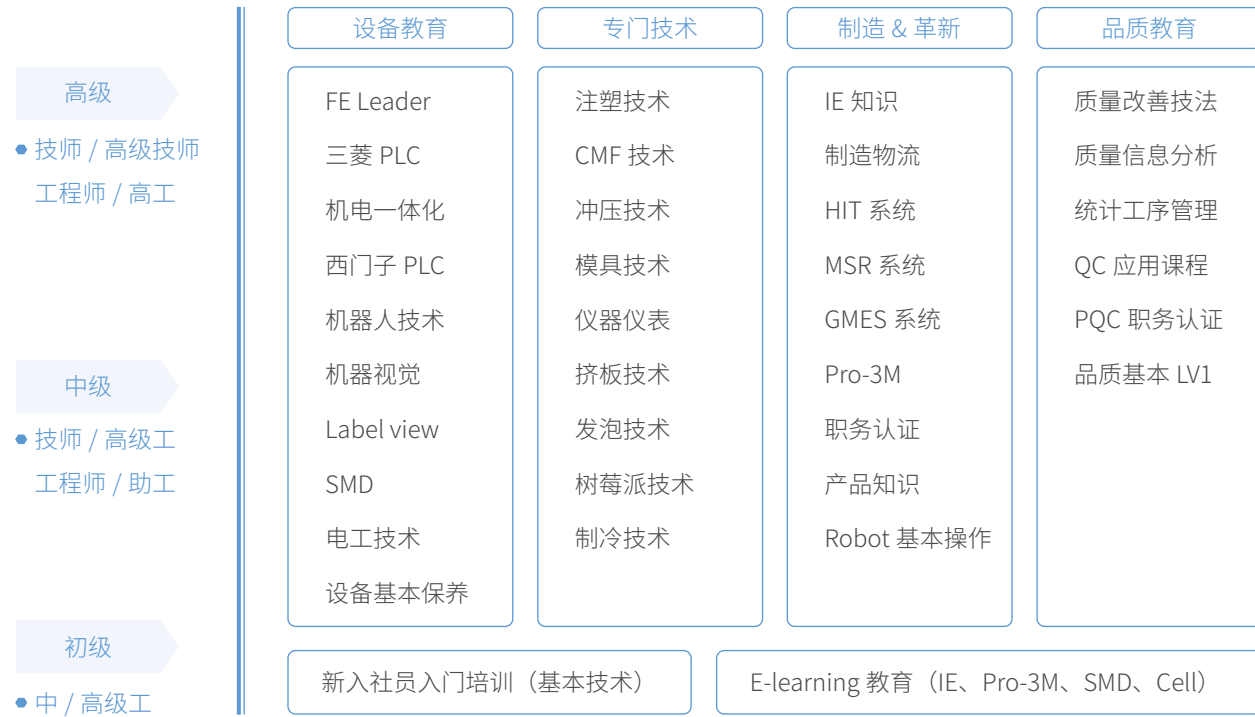 高级
技师 / 高级技师
工程师 / 高工
中级
技师 / 高级工
工程师 / 助工
初级
中 / 高级工
设备教育
FE Leader
三菱 PLC
机电一体化
西门子 PLC
机器人技术
机器视觉
Label view
SMD
电工技术
设备基本保养
专门技术
注塑技术
CMF 技术
冲压技术
模具技术
仪器仪表
挤板技术
发泡技术
树莓派技术
制冷技术
制造 & 革新
IE 知识
制造物流
HIT 系统
MSR 系统
GMES 系统
Pro-3M
职务认证
产品知识
Robot 基本操作
品质教育
质量改善技法
质量信息分析
统计工序管理
QC 应用课程
PQC 职务认证
品质基本 LV1
新入社员入门培训（基本技术）
E-learning 教育（IE、Pro-3M、SMD、Cell）